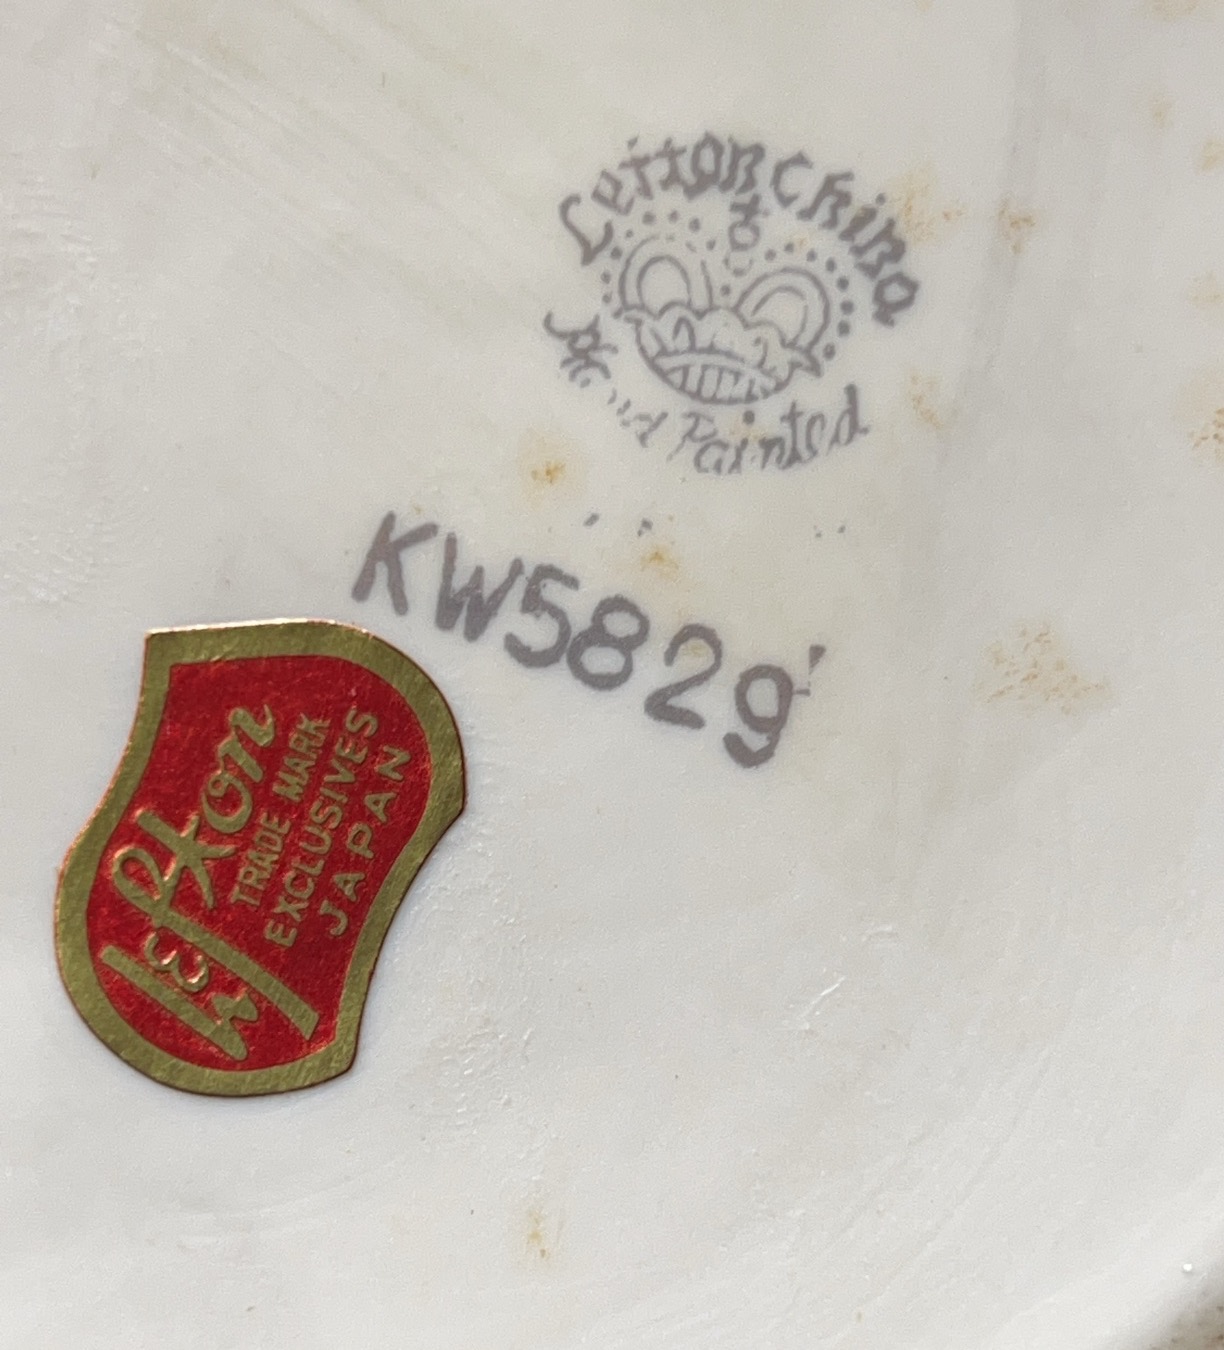 Lefton China
Hand Painted
KW5829
Lefton
TRADE MARK
EXCLUSIVES
JAPAN